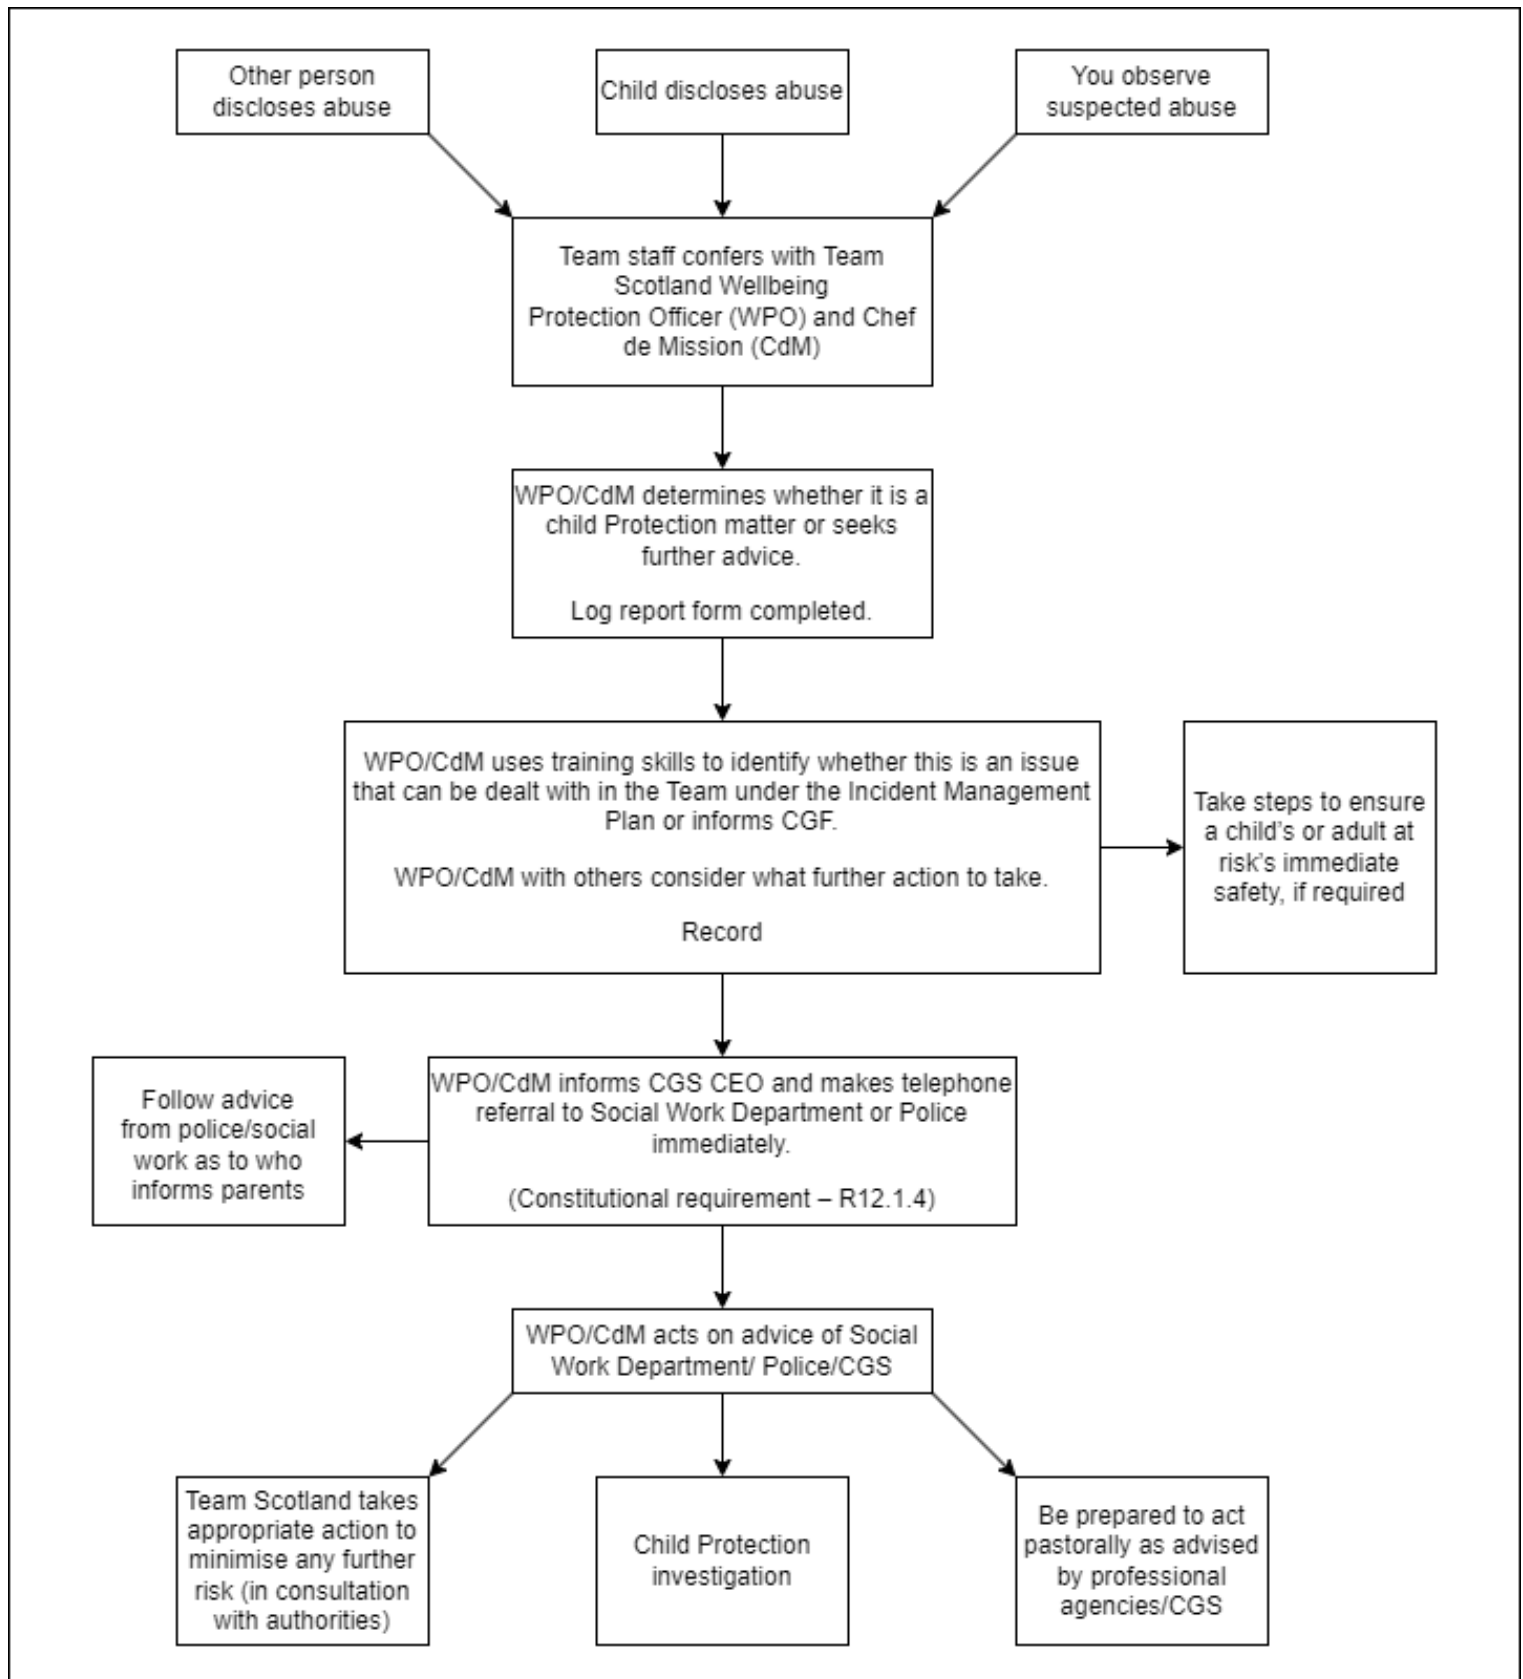 Other person
discloses abuse
Child discloses abuse
You observe
suspected abuse
Team staff confers with Team
Scotland Wellbeing
Protection Officer (WPO) and Chef
de Mission (CdM)
WPO/CdM determines whether it is a
child Protection matter or seeks
further advice.
Log report form completed.
WPO/CdM uses training skills to identify whether this is an issue
that can be dealt with in the Team under the Incident Management
Plan or informs CGF.
WPO/CdM with others consider what further action to take.
Record
Take steps to ensure
a child’s or adult at
risk’s immediate
safety, if required
Follow advice
from police/social
work as to who
informs parents
WPO/CdM informs CGS CEO and makes telephone
referral to Social Work Department or Police
immediately.
(Constitutional requirement – R12.1.4)
WPO/CdM acts on advice of Social
Work Department/ Police/CGS
Team Scotland takes
appropriate action to
minimise any further
risk (in consultation
with authorities)
Child Protection
investigation
Be prepared to act
pastorally as advised
by professional
agencies/CGS